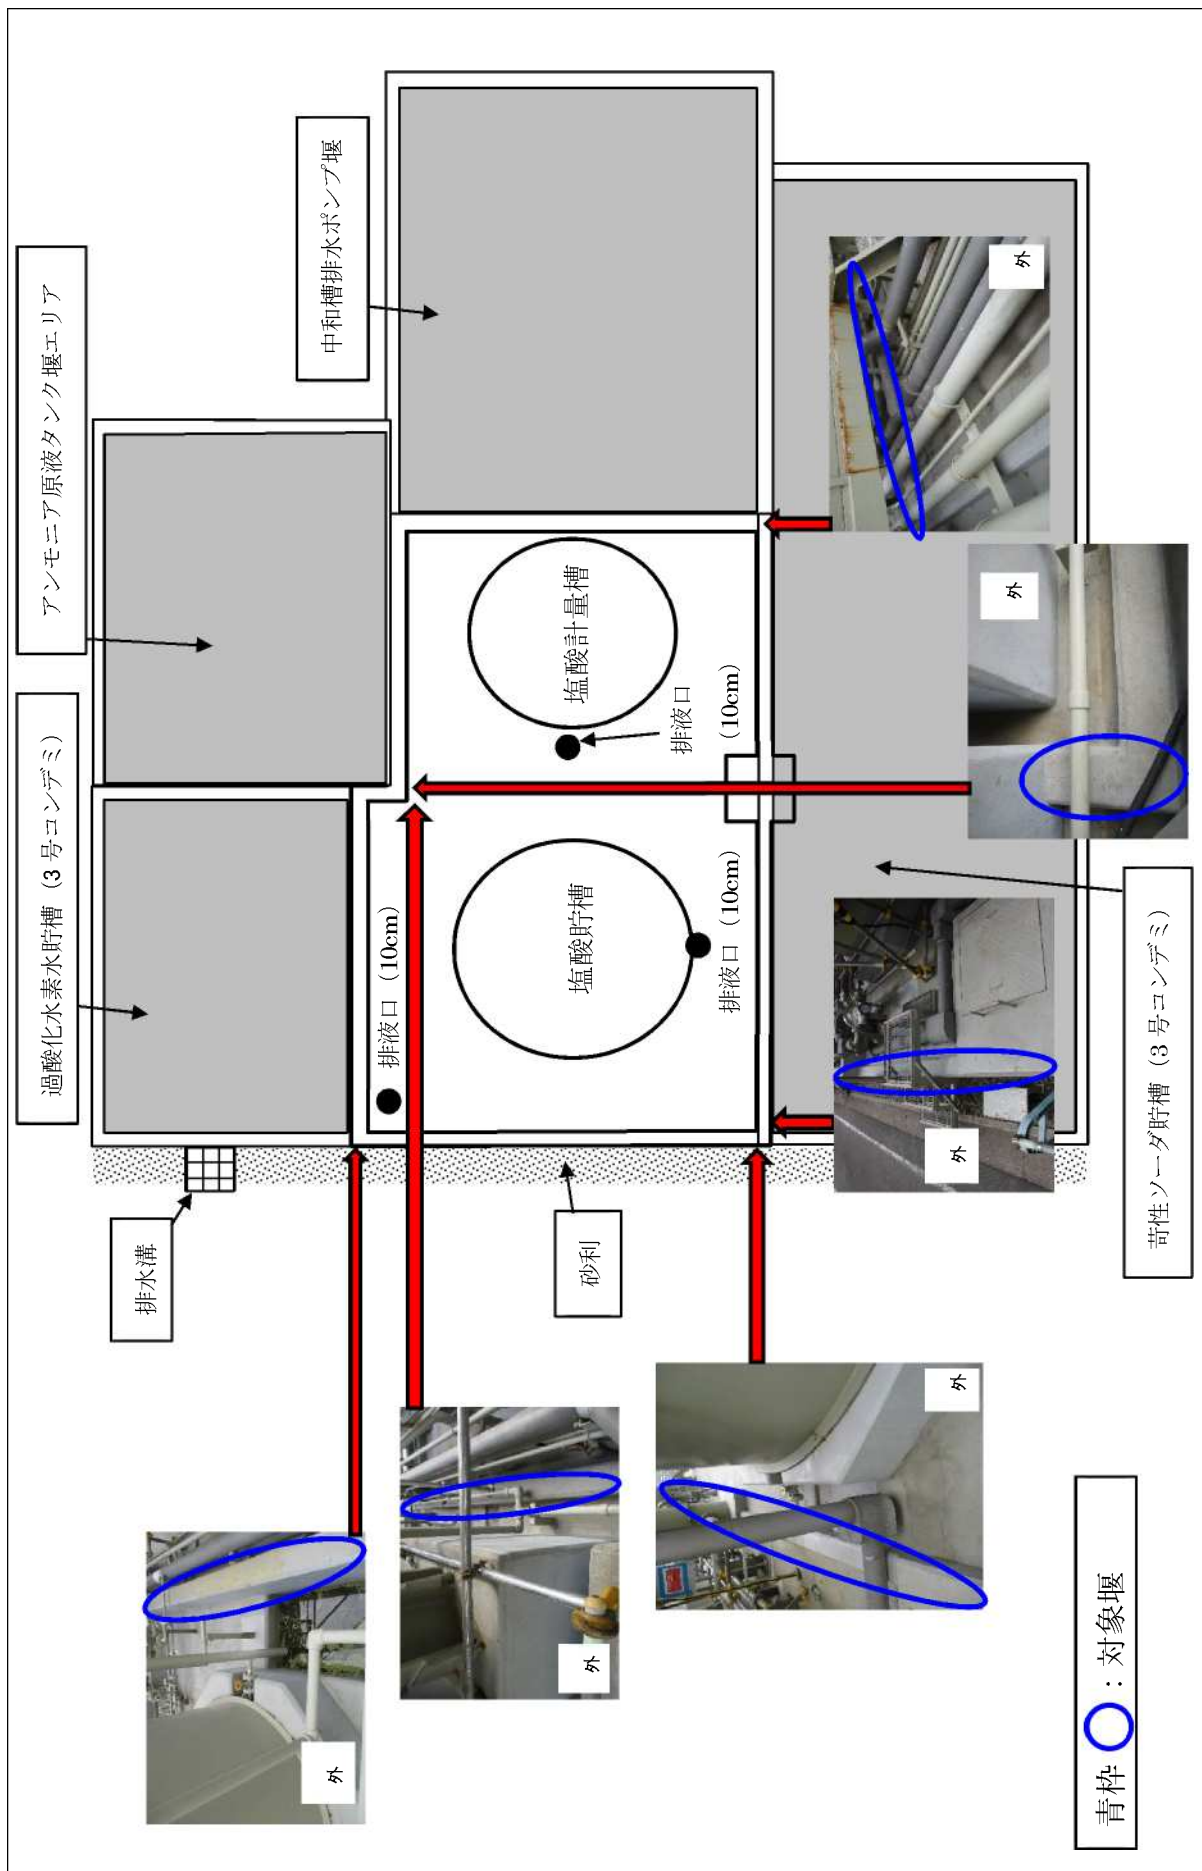 アンモニア原液タンク堰エリア
中和槽排水ポンプ堰
過酸化水素水貯槽（3 号コンデミ）
排水溝
排液口（10cm）
塩酸貯槽
排液口（10cm）
塩酸計量槽
排液口
（10cm）
砂利
苛性ソーダ貯槽（3 号コンデミ）
外
外
外
外
外
外
青枠　：対象堰